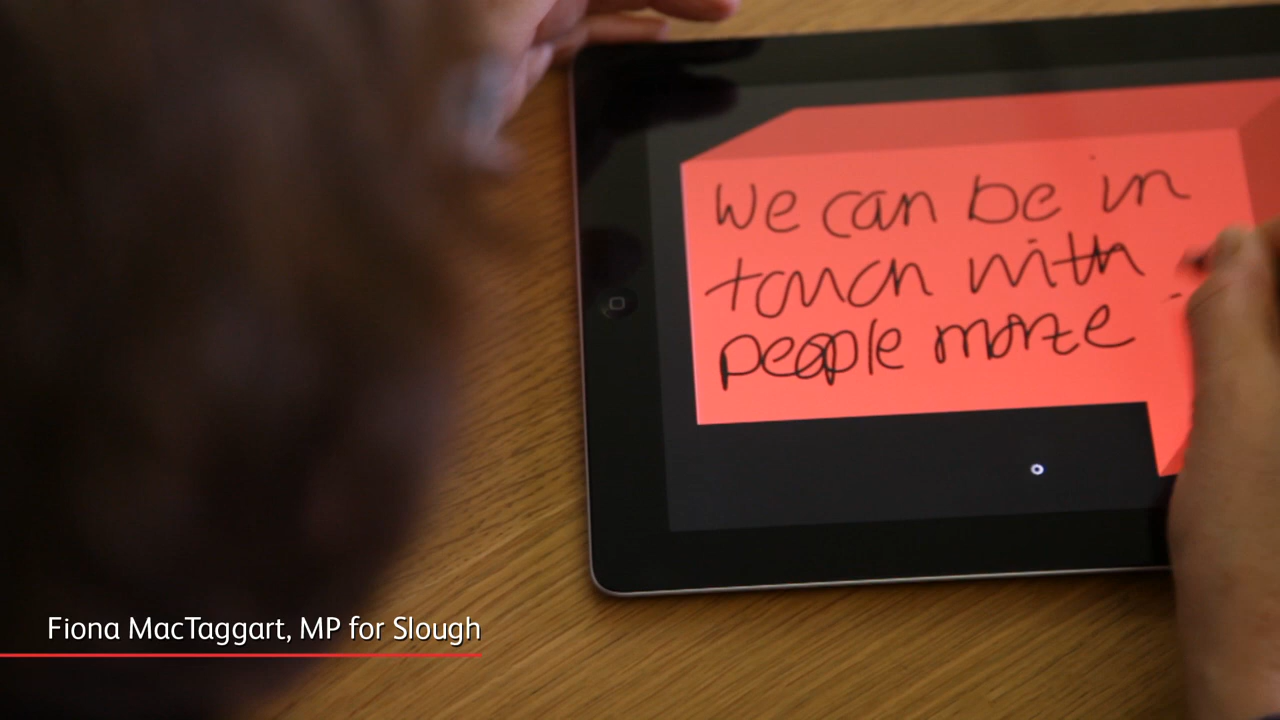 We can be in
touch with
people more
Fiona MacTaggart, MP for Slough